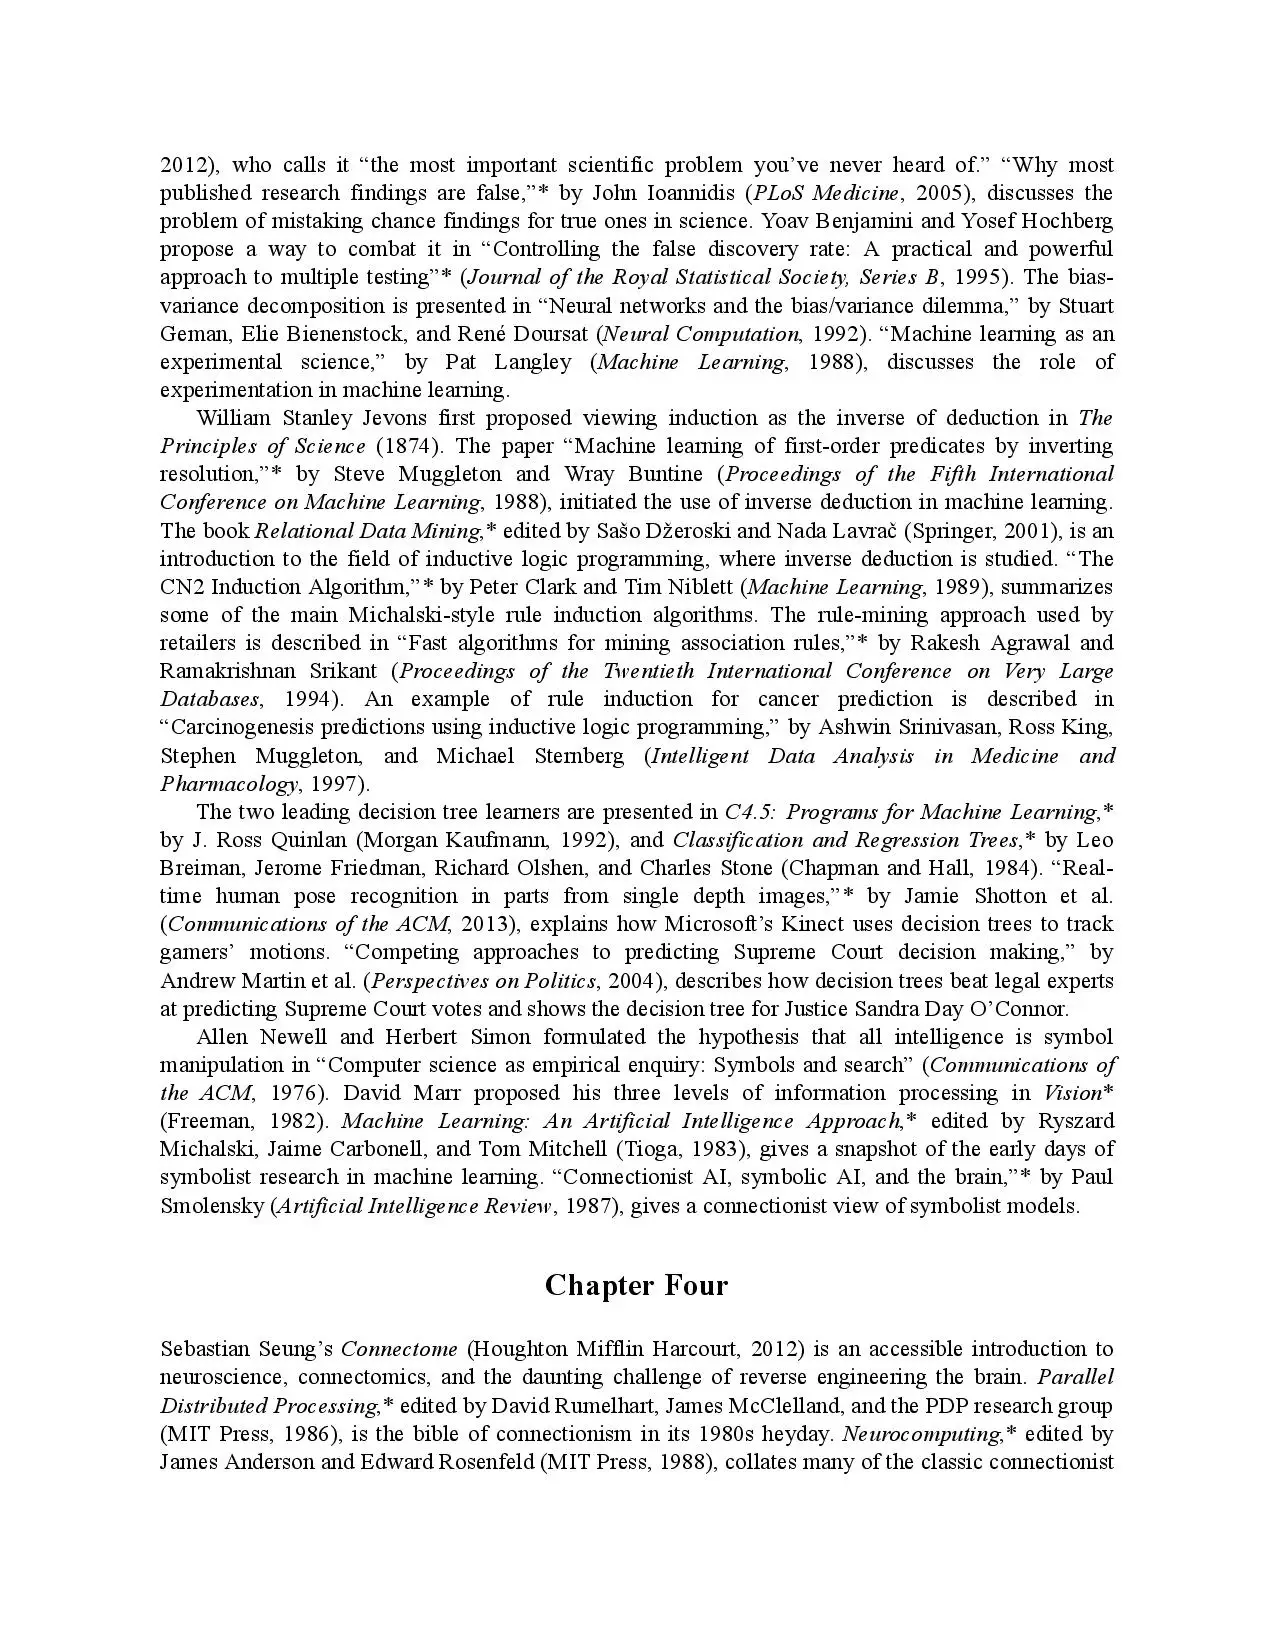 2012), who calls it “the most important scientific problem you’ve never heard of.” “Why most
published research findings are false,”* by John Ioannidis (PLoS Medicine, 2005), discusses the
problem of mistaking chance findings for true ones in science. Yoav Benjamini and Yosef Hochberg
propose a way to combat it in “Controlling the false discovery rate: A practical and powerful
approach to multiple testing”* (Journal of the Royal Statistical Society, Series B, 1995). The bias-
variance decomposition is presented in “Neural networks and the bias/variance dilemma,” by Stuart
Geman, Elie Bienenstock, and René Doursat (Neural Computation, 1992). “Machine learning as an
experimental science,” by Pat Langley (Machine Learning, 1988), discusses the role of
experimentation in machine learning.
William Stanley Jevons first proposed viewing induction as the inverse of deduction in The
Principles of Science (1874). The paper “Machine learning of first-order predicates by inverting
resolution,”* by Steve Muggleton and Wray Buntine (Proceedings of the Fifth International
Conference on Machine Learning, 1988), initiated the use of inverse deduction in machine learning.
The book Relational Data Mining,* edited by Sašo Džeroski and Nada Lavrač (Springer, 2001), is an
introduction to the field of inductive logic programming, where inverse deduction is studied. “The
CN2 Induction Algorithm,”* by Peter Clark and Tim Niblett (Machine Learning, 1989), summarizes
some of the main Michalski-style rule induction algorithms. The rule-mining approach used by
retailers is described in “Fast algorithms for mining association rules,”* by Rakesh Agrawal and
Ramakrishnan Srikant (Proceedings of the Twentieth International Conference on Very Large
Databases, 1994). An example of rule induction for cancer prediction is described in
“Carcinogenesis predictions using inductive logic programming,” by Ashwin Srinivasan, Ross King,
Stephen Muggleton, and Michael Sternberg (Intelligent Data Analysis in Medicine and
Pharmacology, 1997).
The two leading decision tree learners are presented in C4.5: Programs for Machine Learning,*
by J. Ross Quinlan (Morgan Kaufmann, 1992), and Classification and Regression Trees,* by Leo
Breiman, Jerome Friedman, Richard Olshen, and Charles Stone (Chapman and Hall, 1984). “Real-
time human pose recognition in parts from single depth images,”* by Jamie Shotton et al.
(Communications of the ACM, 2013), explains how Microsoft’s Kinect uses decision trees to track
gamers’ motions. “Competing approaches to predicting Supreme Court decision making,” by
Andrew Martin et al. (Perspectives on Politics, 2004), describes how decision trees beat legal experts
at predicting Supreme Court votes and shows the decision tree for Justice Sandra Day O’Connor.
Allen Newell and Herbert Simon formulated the hypothesis that all intelligence is symbol
manipulation in “Computer science as empirical enquiry: Symbols and search” (Communications of
the ACM, 1976). David Marr proposed his three levels of information processing in Vision*
(Freeman, 1982). Machine Learning: An Artificial Intelligence Approach,* edited by Ryszard
Michalski, Jaime Carbonell, and Tom Mitchell (Tioga, 1983), gives a snapshot of the early days of
symbolist research in machine learning. “Connectionist AI, symbolic AI, and the brain,”* by Paul
Smolensky (Artificial Intelligence Review, 1987), gives a connectionist view of symbolist models.
Chapter Four
Sebastian Seung’s Connectome (Houghton Mifflin Harcourt, 2012) is an accessible introduction to
neuroscience, connectomics, and the daunting challenge of reverse engineering the brain. Parallel
Distributed Processing,* edited by David Rumelhart, James McClelland, and the PDP research group
(MIT Press, 1986), is the bible of connectionism in its 1980s heyday. Neurocomputing,* edited by
James Anderson and Edward Rosenfeld (MIT Press, 1988), collates many of the classic connectionist